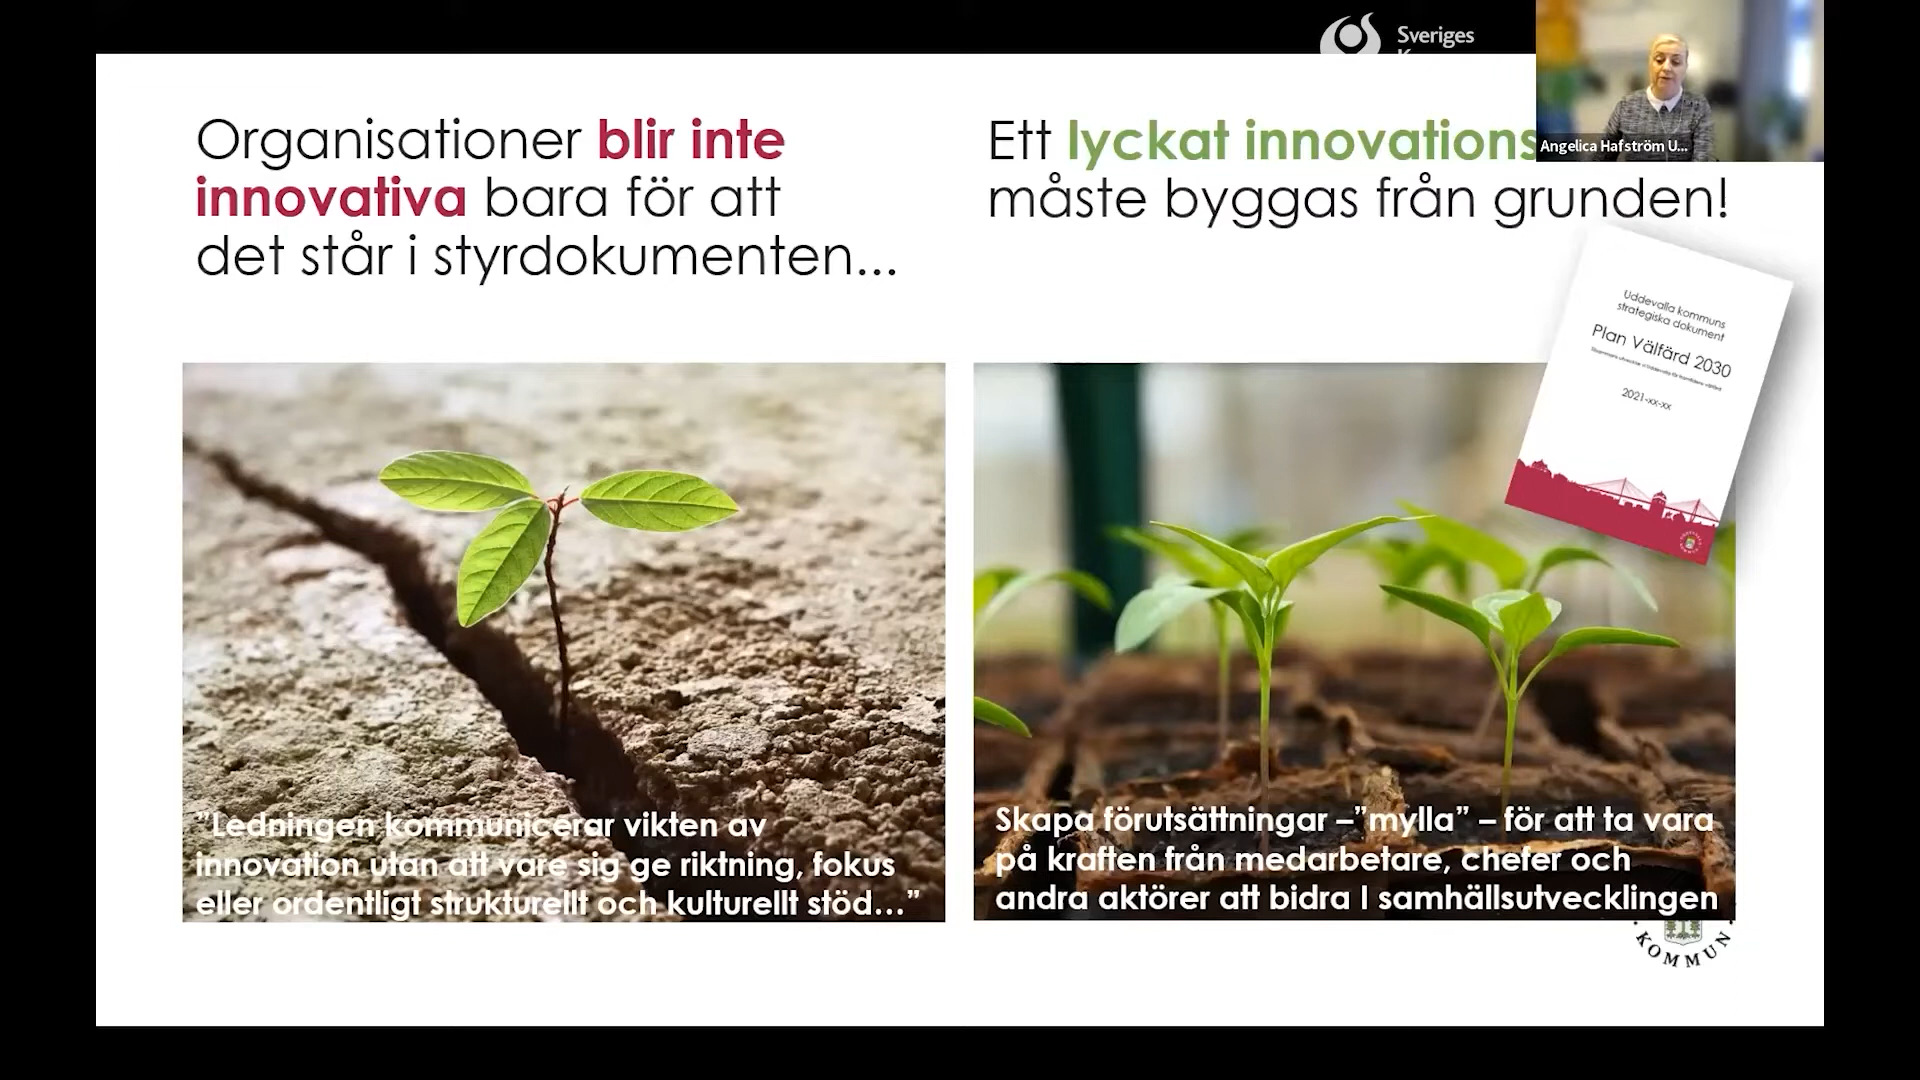 Sveriges
Angelica Hafström U...
Organisationer blir inte
innovativa bara för att
det står i styrdokumenten...
Ett lyckat innovations
måste byggas från grunden!
Uddevalla kommuns
strategiska dokument
Plan Välfärd 2030
2021-xx-xx
"Ledningen kommunicerar vikten av
innovation utan att vare sig ge riktning, fokus
eller ordentligt strukturellt och kulturellt stöd..."
Skapa förutsättningar –"mylla" – för att ta vara
på kraften från medarbetare, chefer och
andra aktörer att bidra I samhällsutvecklingen
KOMMUN